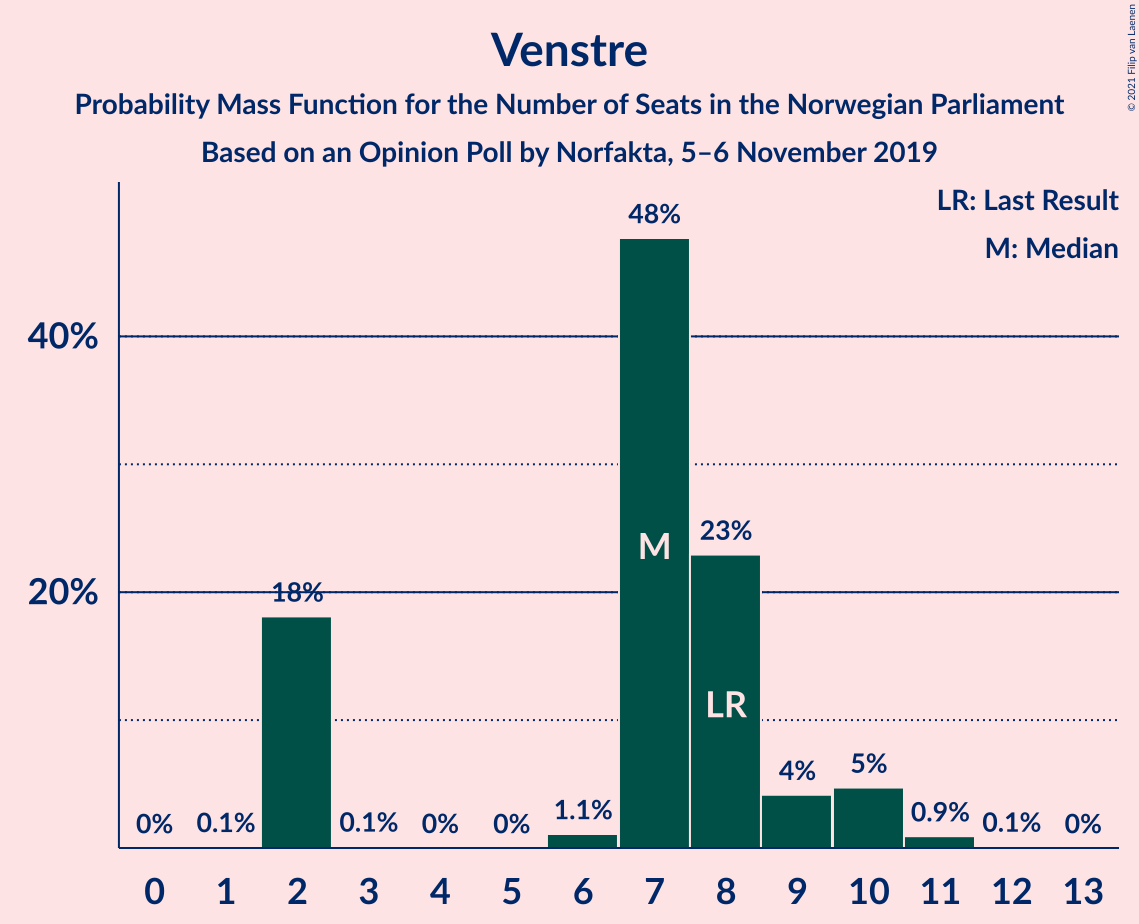 Venstre
Probability Mass Function for the Number of Seats in the Norwegian Parliament
Based on an Opinion Poll by Norfakta, 5–6 November 2019
© 2021 Filip van Laenen
LR: Last Result
M: Median
40%
20%
0%
0.1%
18%
0.1%
0%
0%
1.1%
48%
23%
4%
5%
0.9%
0.1%
0%
M
LR
0 1 2 3 4 5 6 7 8 9 10 11 12 13